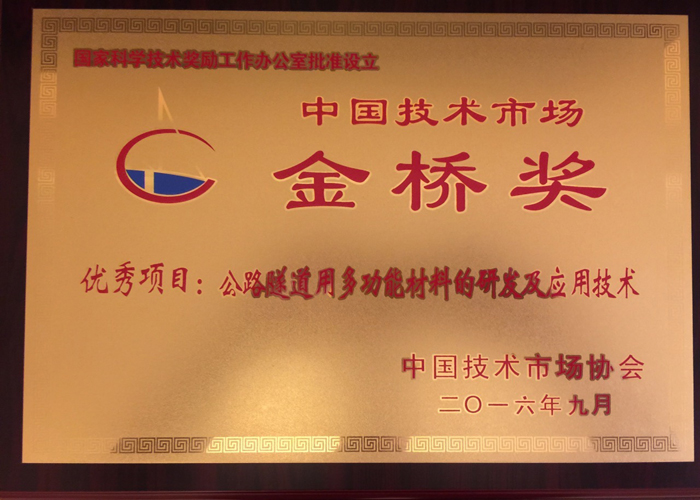 国家科学技术奖励工作办公室批准设立
中国技术市场
金桥奖
优秀项目：公路隧道用多功能材料的研发及应用技术
中国技术市场协会
二〇一六年九月